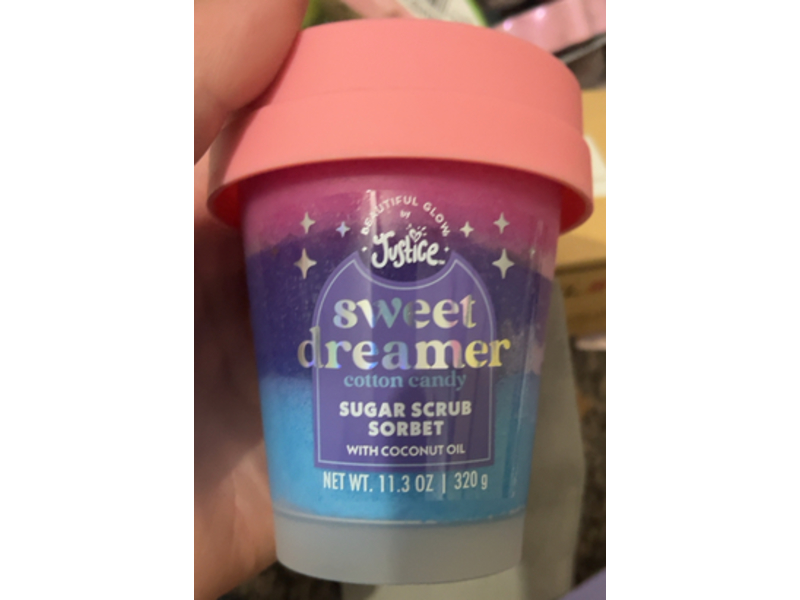 BEAUTIFUL GLOW
by
Justice™
sweet
dreamer
cotton candy
SUGAR SCRUB
SORBET
WITH COCONUT OIL
NET WT. 11.3 OZ | 320 g